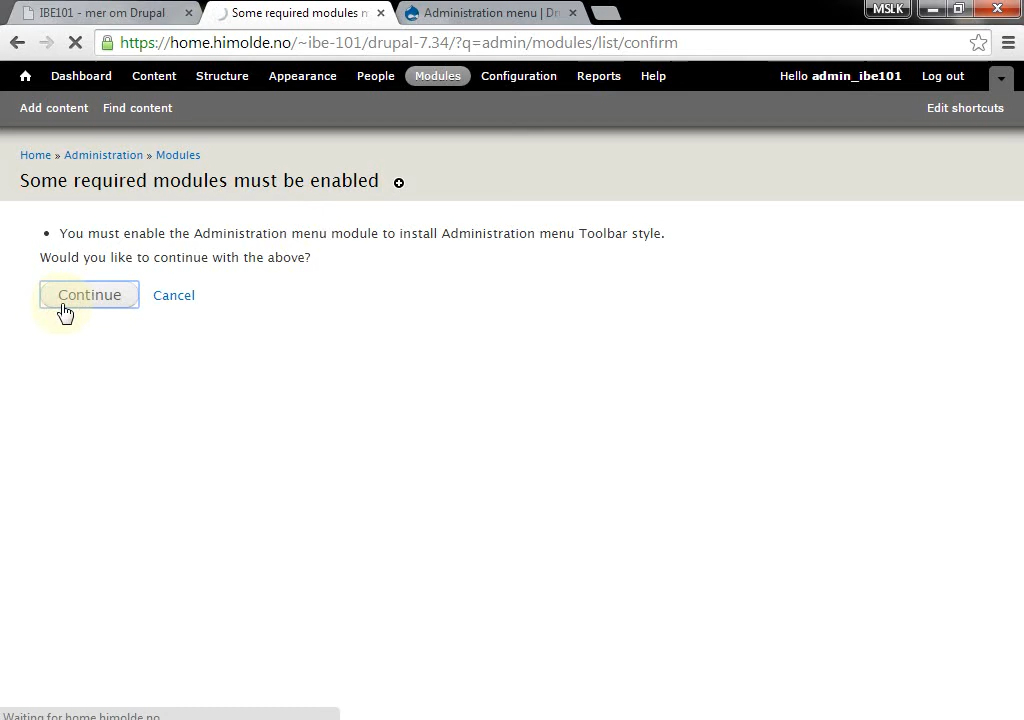 IBE101 - mer om Drupal
Some required modules
Administration menu | Dr
MSLK
https://home.himolde.no/~ibe-101/drupal-7.34/?q=admin/modules/list/confirm
Dashboard Content Structure Appearance People Modules Configuration Reports Help Hello admin_ibe101 Log out
Add content Find content Edit shortcuts
Home » Administration » Modules
Some required modules must be enabled
• You must enable the Administration menu module to install Administration menu Toolbar style.
Would you like to continue with the above?
Continue Cancel
Waiting for home.himolde.no